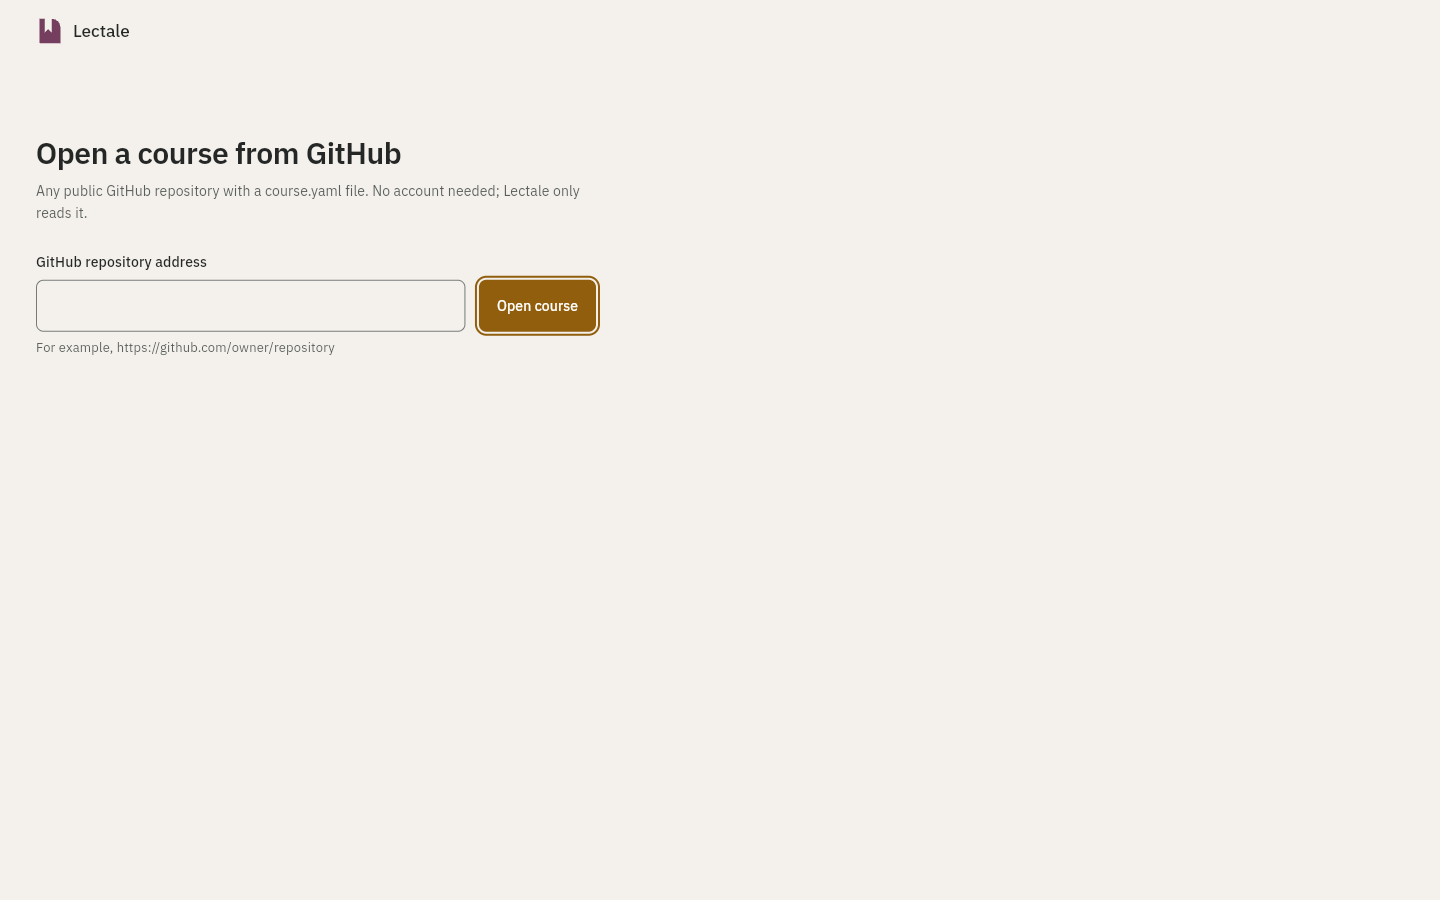 Lectale
Open a course from GitHub
Any public GitHub repository with a course.yaml file. No account needed; Lectale only
reads it.
GitHub repository address
Open course
For example, https://github.com/owner/repository